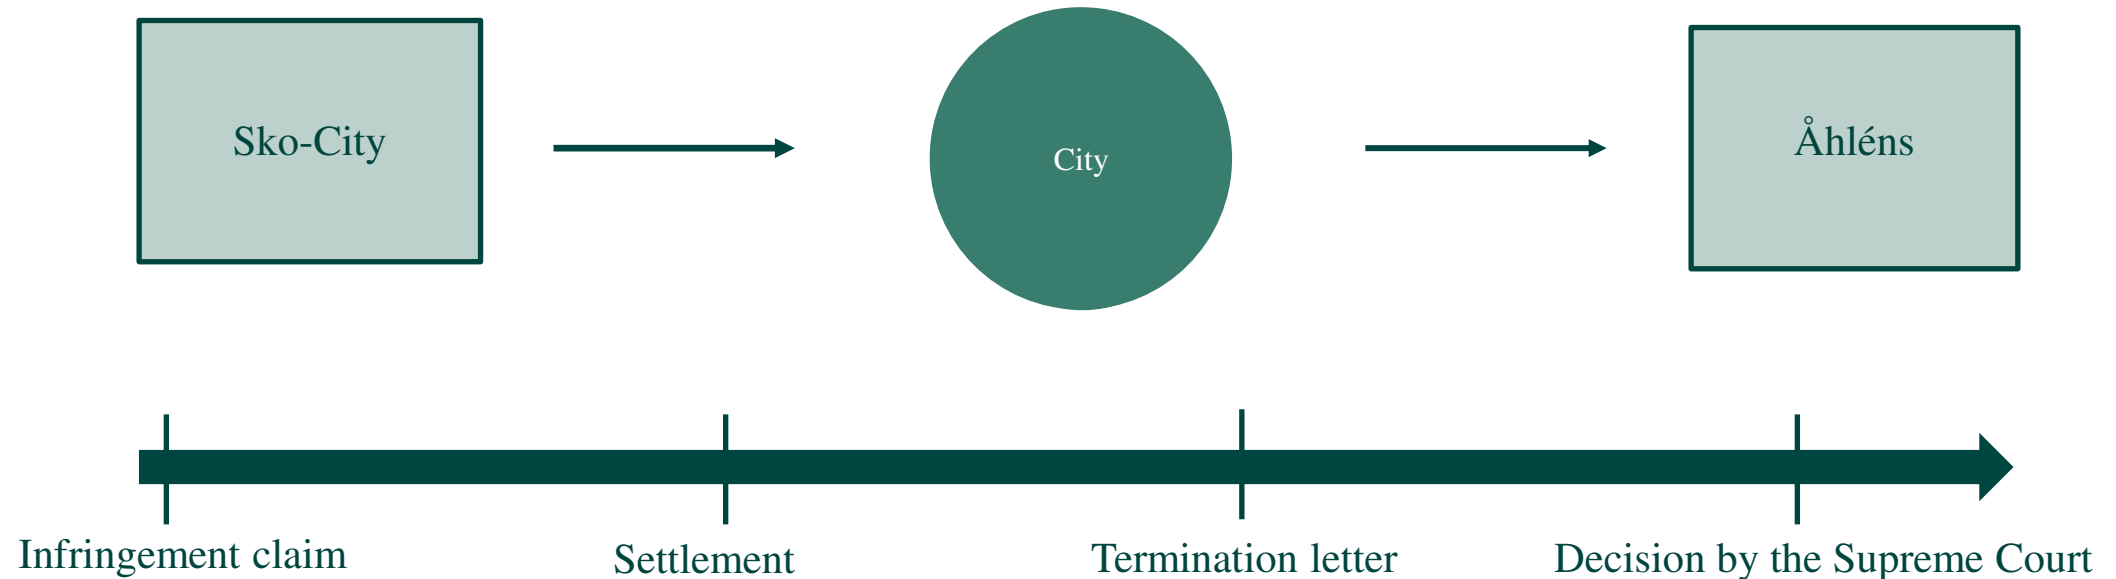 Sko-City
City
Åhléns
Infringement claim
Settlement
Termination letter
Decision by the Supreme Court